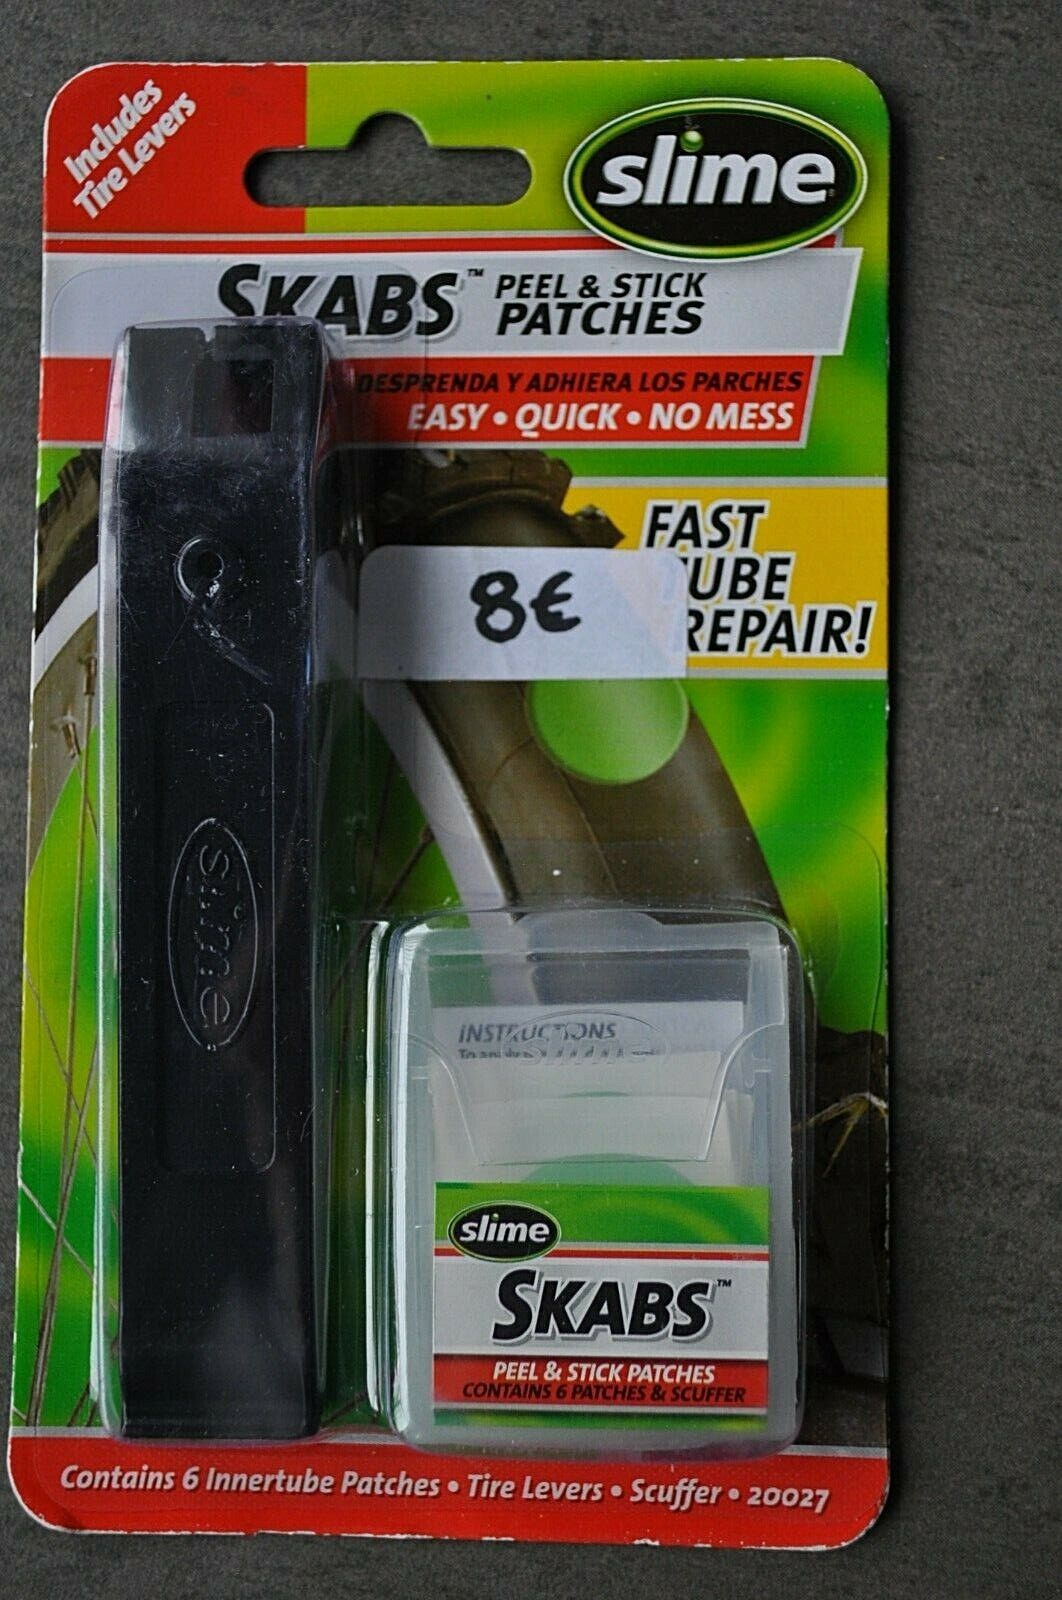 Includes
Tire Levers
slime
SKABS™ PEEL & STICK
PATCHES
DESPRENDA Y ADHIERA LOS PARCHES
EASY • QUICK • NO MESS
FAST
TUBE
REPAIR!
8€
slime
INSTRUCTIONS
slime
slime
SKABS™
PEEL & STICK PATCHES
CONTAINS 6 PATCHES & SCUFFER
Contains 6 Innertube Patches • Tire Levers • Scuffer • 20027